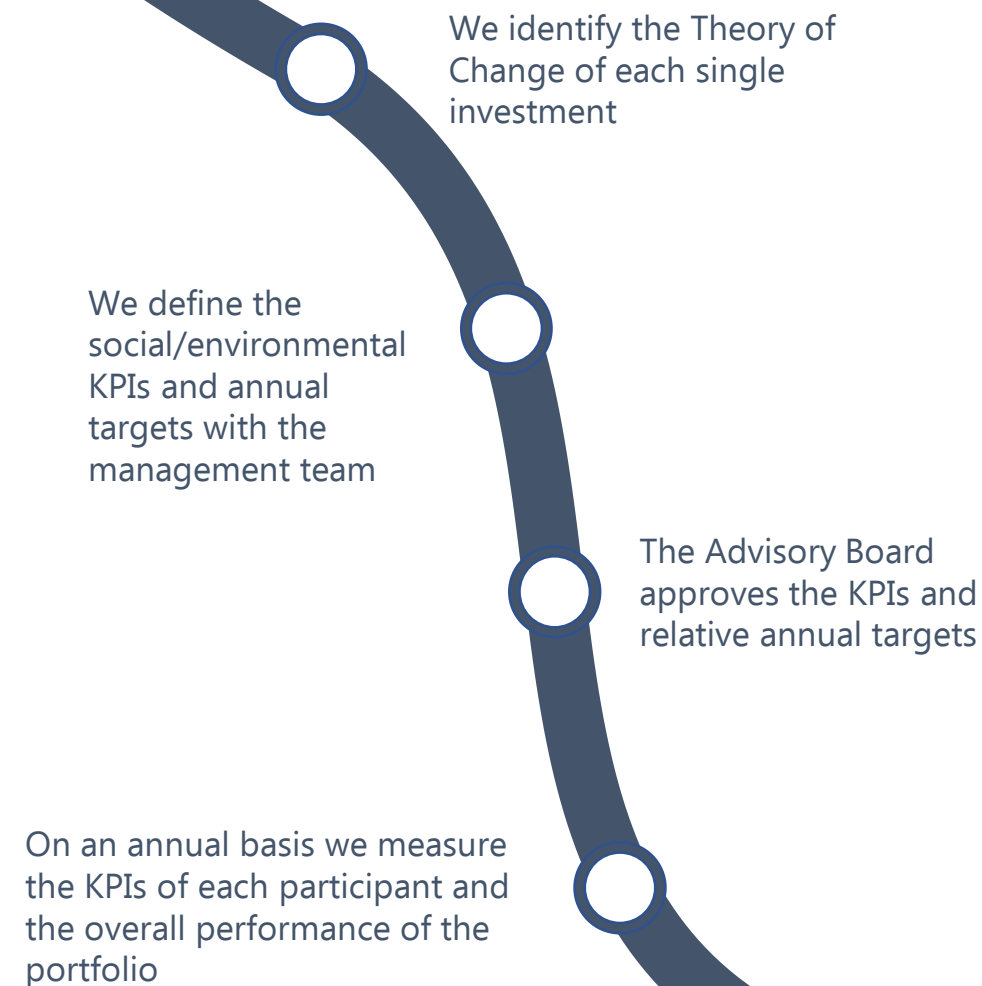 We identify the Theory of
Change of each single
investment
We define the
social/environmental
KPIs and annual
targets with the
management team
The Advisory Board
approves the KPIs and
relative annual targets
On an annual basis we measure
the KPIs of each participant and
the overall performance of the
portfolio